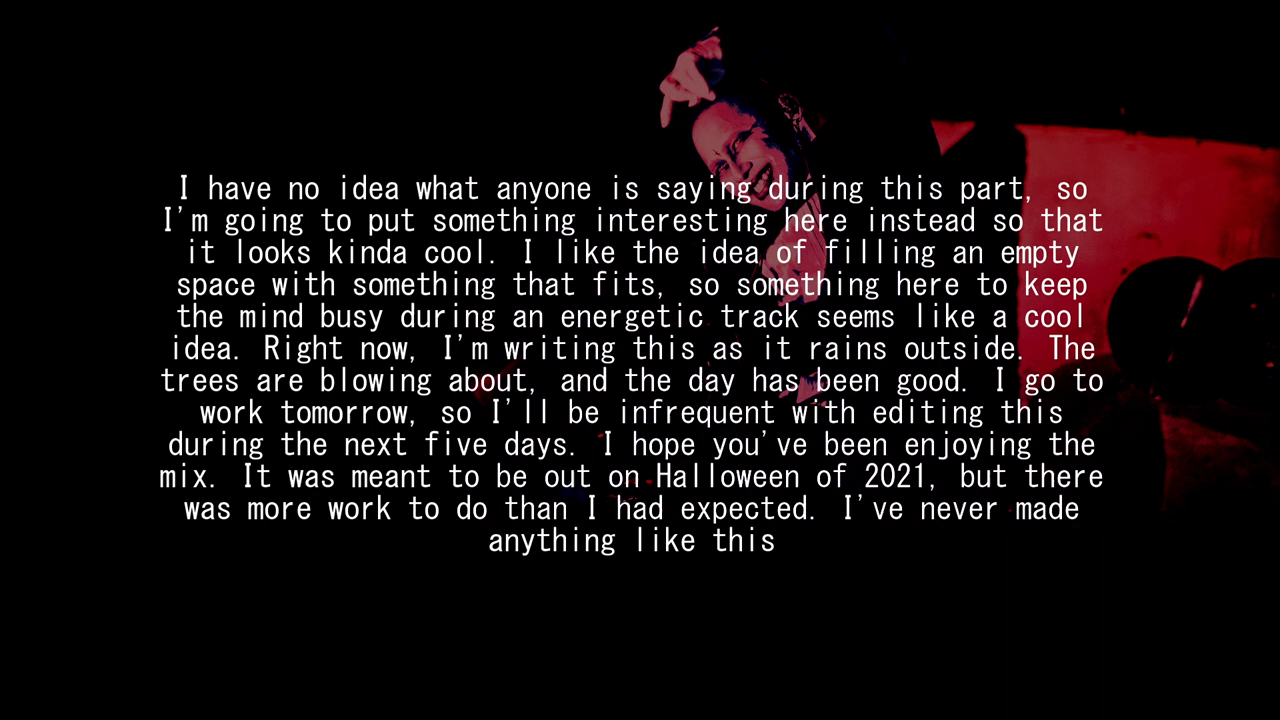 I have no idea what anyone is saying during this part, so
I'm going to put something interesting here instead so that
it looks kinda cool. I like the idea of filling an empty
space with something that fits, so something here to keep
the mind busy during an energetic track seems like a cool
idea. Right now, I'm writing this as it rains outside. The
trees are blowing about, and the day has been good. I go to
work tomorrow, so I'll be infrequent with editing this
during the next five days. I hope you've been enjoying the
mix. It was meant to be out on Halloween of 2021, but there
was more work to do than I had expected. I've never made
anything like this